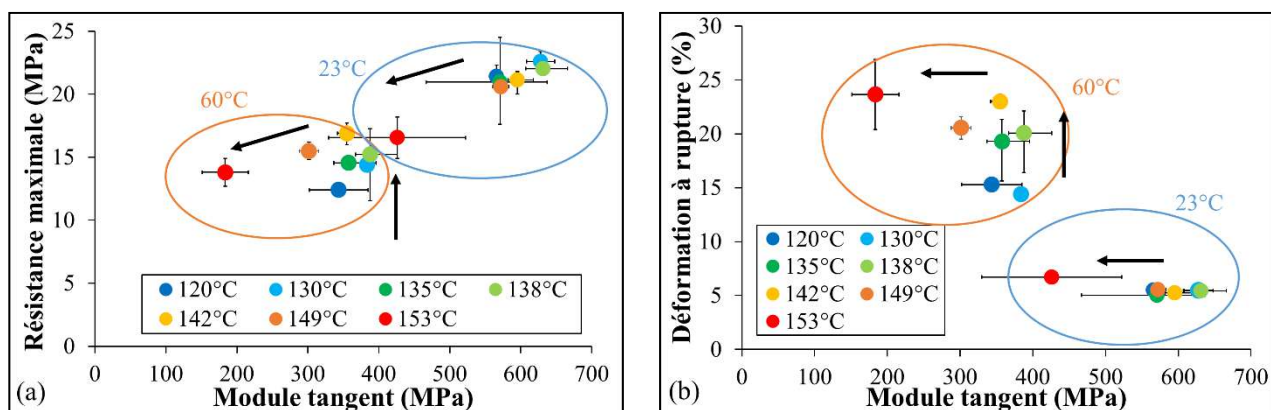 Résistance maximale (MPa)
25
20
15
10
5
0
23°C
60°C
120°C 130°C 135°C 138°C
142°C 149°C 153°C
0 100 200 300 400 500 600 700
(a) Module tangent (MPa)
Déformation à rupture (%)
30
25
20
15
10
5
0
60°C
23°C
120°C 130°C
135°C 138°C
142°C 149°C
153°C
0 100 200 300 400 500 600 700
(b) Module tangent (MPa)